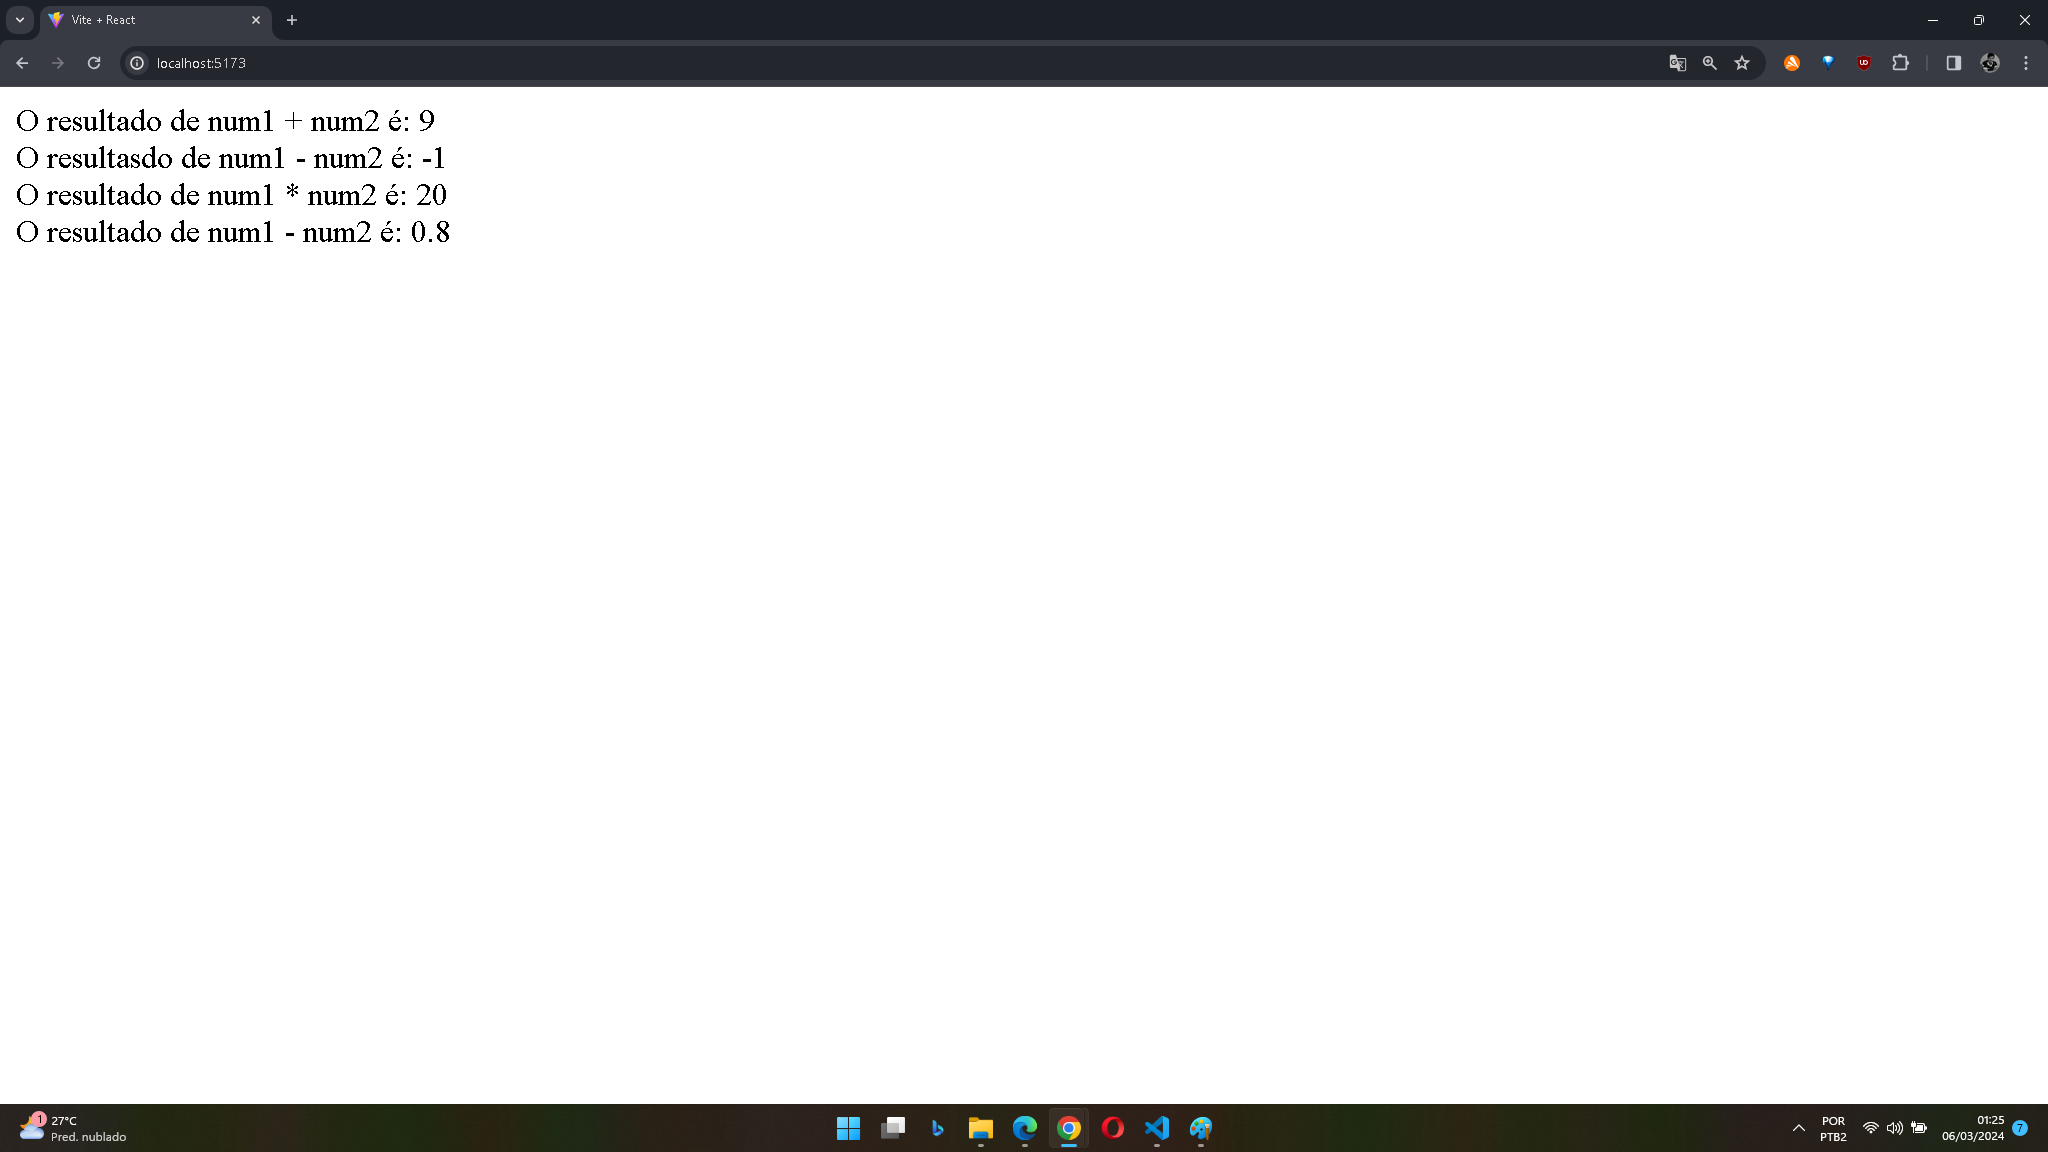 Vite + React
localhost:5173
O resultado de num1 + num2 é: 9
O resultasdo de num1 - num2 é: -1
O resultado de num1 * num2 é: 20
O resultado de num1 - num2 é: 0.8
1
27°C
Pred. nublado
POR
PTB2
01:25
06/03/2024
7